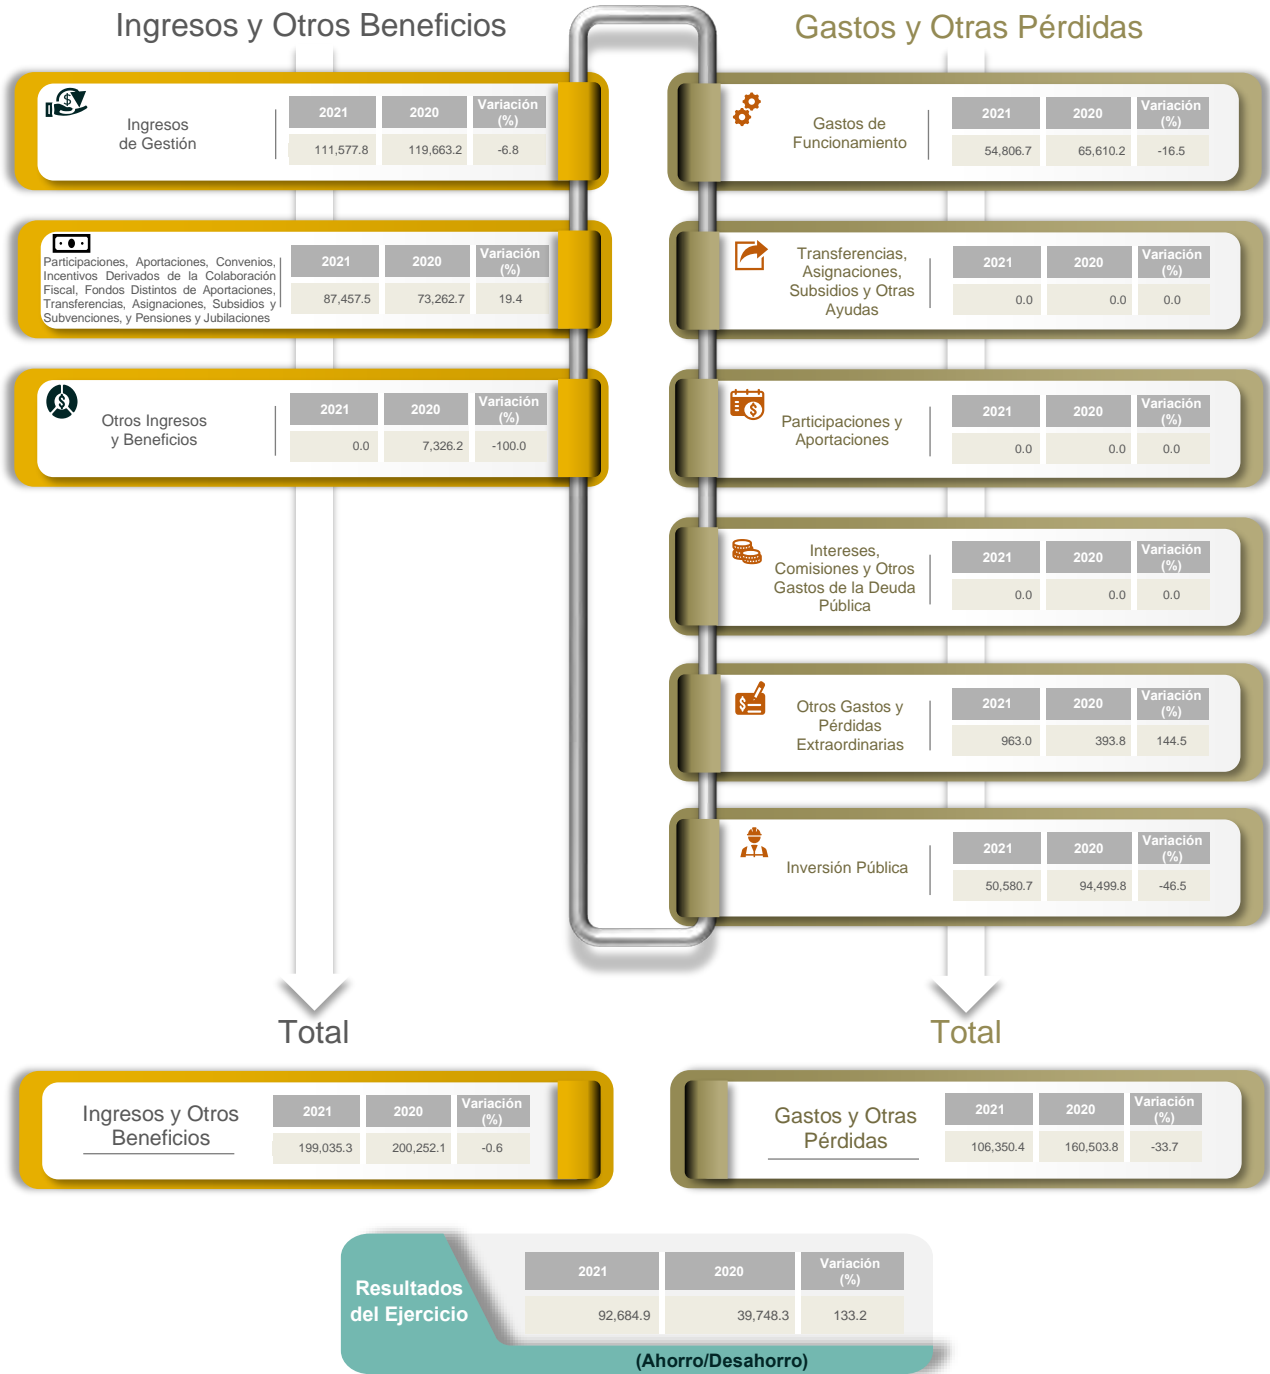 Ingresos y Otros Beneficios
Ingresos
de Gestión
2021 2020 Variación (%)
111,577.8 119,663.2 -6.8
Participaciones, Aportaciones, Convenios,
Incentivos Derivados de la Colaboración
Fiscal, Fondos Distintos de Aportaciones,
Transferencias, Asignaciones, Subsidios y
Subvenciones, y Pensiones y Jubilaciones
2021 2020 Variación (%)
87,457.5 73,262.7 19.4
Otros Ingresos
y Beneficios
2021 2020 Variación (%)
0.0 7,326.2 -100.0
Total
Ingresos y Otros
Beneficios
2021 2020 Variación (%)
199,035.3 200,252.1 -0.6
Gastos y Otras Pérdidas
Gastos de
Funcionamiento
2021 2020 Variación (%)
54,806.7 65,610.2 -16.5
Transferencias,
Asignaciones,
Subsidios y Otras
Ayudas
2021 2020 Variación (%)
0.0 0.0 0.0
Participaciones y
Aportaciones
2021 2020 Variación (%)
0.0 0.0 0.0
Intereses,
Comisiones y Otros
Gastos de la Deuda
Pública
2021 2020 Variación (%)
0.0 0.0 0.0
Otros Gastos y
Pérdidas
Extraordinarias
2021 2020 Variación (%)
963.0 393.8 144.5
Inversión Pública
2021 2020 Variación (%)
50,580.7 94,499.8 -46.5
Total
Gastos y Otras
Pérdidas
2021 2020 Variación (%)
106,350.4 160,503.8 -33.7
Resultados
del Ejercicio
2021 2020 Variación (%)
92,684.9 39,748.3 133.2
(Ahorro/Desahorro)